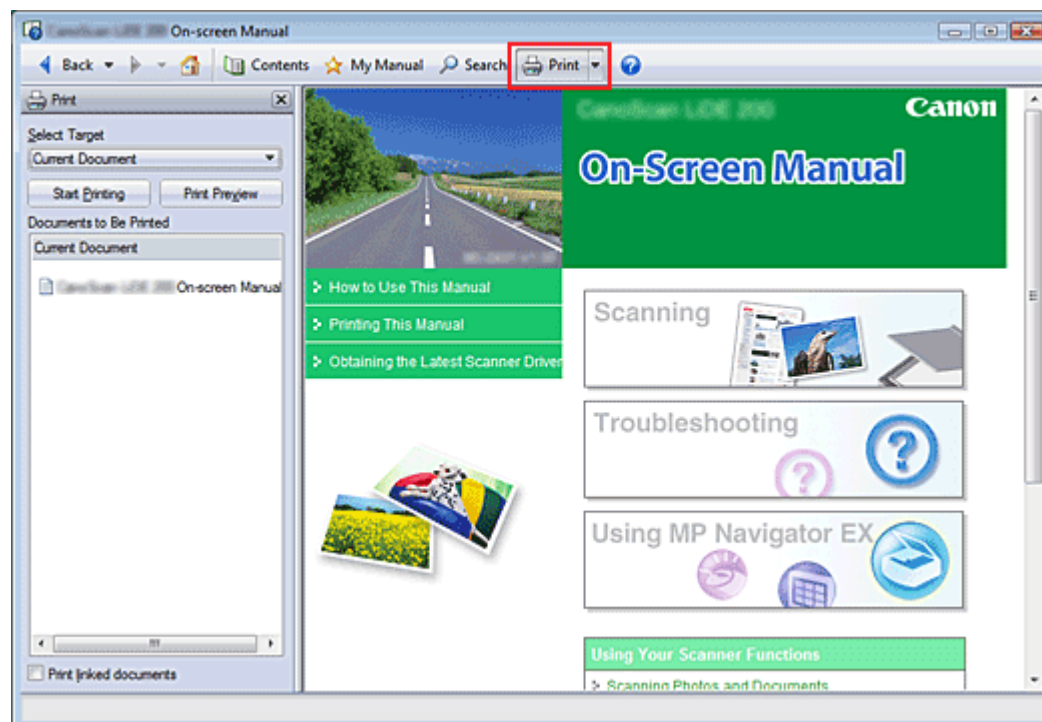 On-screen Manual
Back Contents My Manual Search Print
Print
Select Target
Current Document
Start Printing Print Preview
Documents to Be Printed
Current Document
On-screen Manual
Print linked documents
Canon
On-Screen Manual
How to Use This Manual
Printing This Manual
Obtaining the Latest Scanner Driver
Scanning
Troubleshooting
Using MP Navigator EX
Using Your Scanner Functions
Scanning Photos and Documents